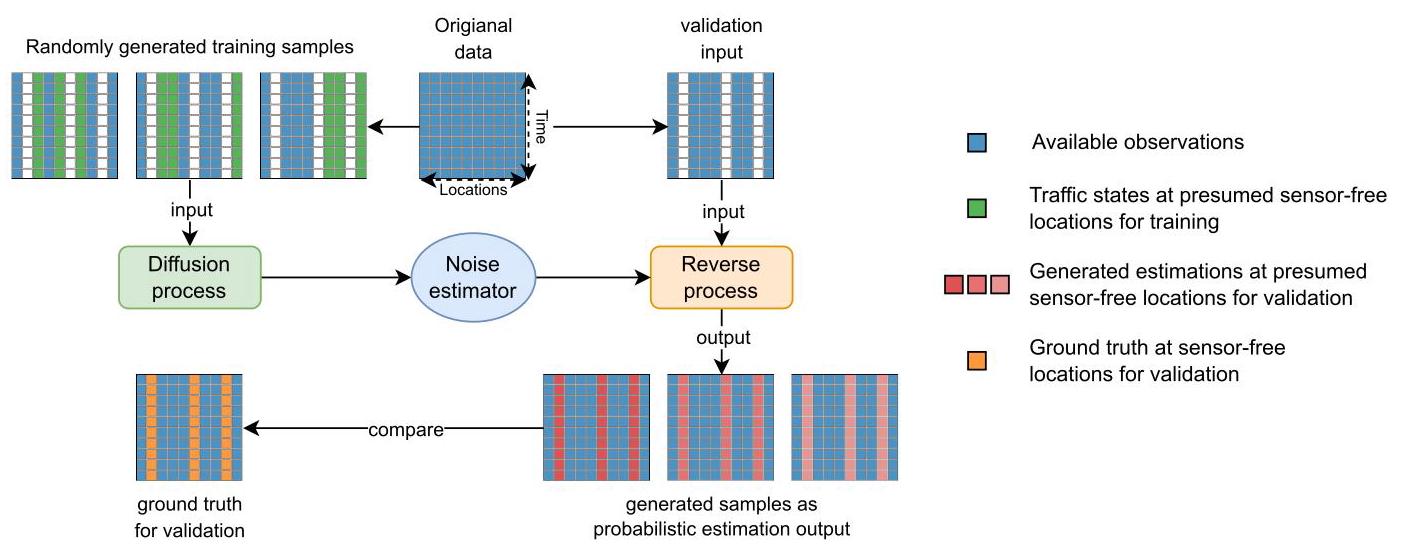 Randomly generated training samples
Origianal
data
validation
input
Time
Locations
input
input
Diffusion
process
Noise
estimator
Reverse
process
output
compare
ground truth
for validation
generated samples as
probabilistic estimation output
Available observations
Traffic states at presumed sensor-free
locations for training
Generated estimations at presumed
sensor-free locations for validation
Ground truth at sensor-free
locations for validation